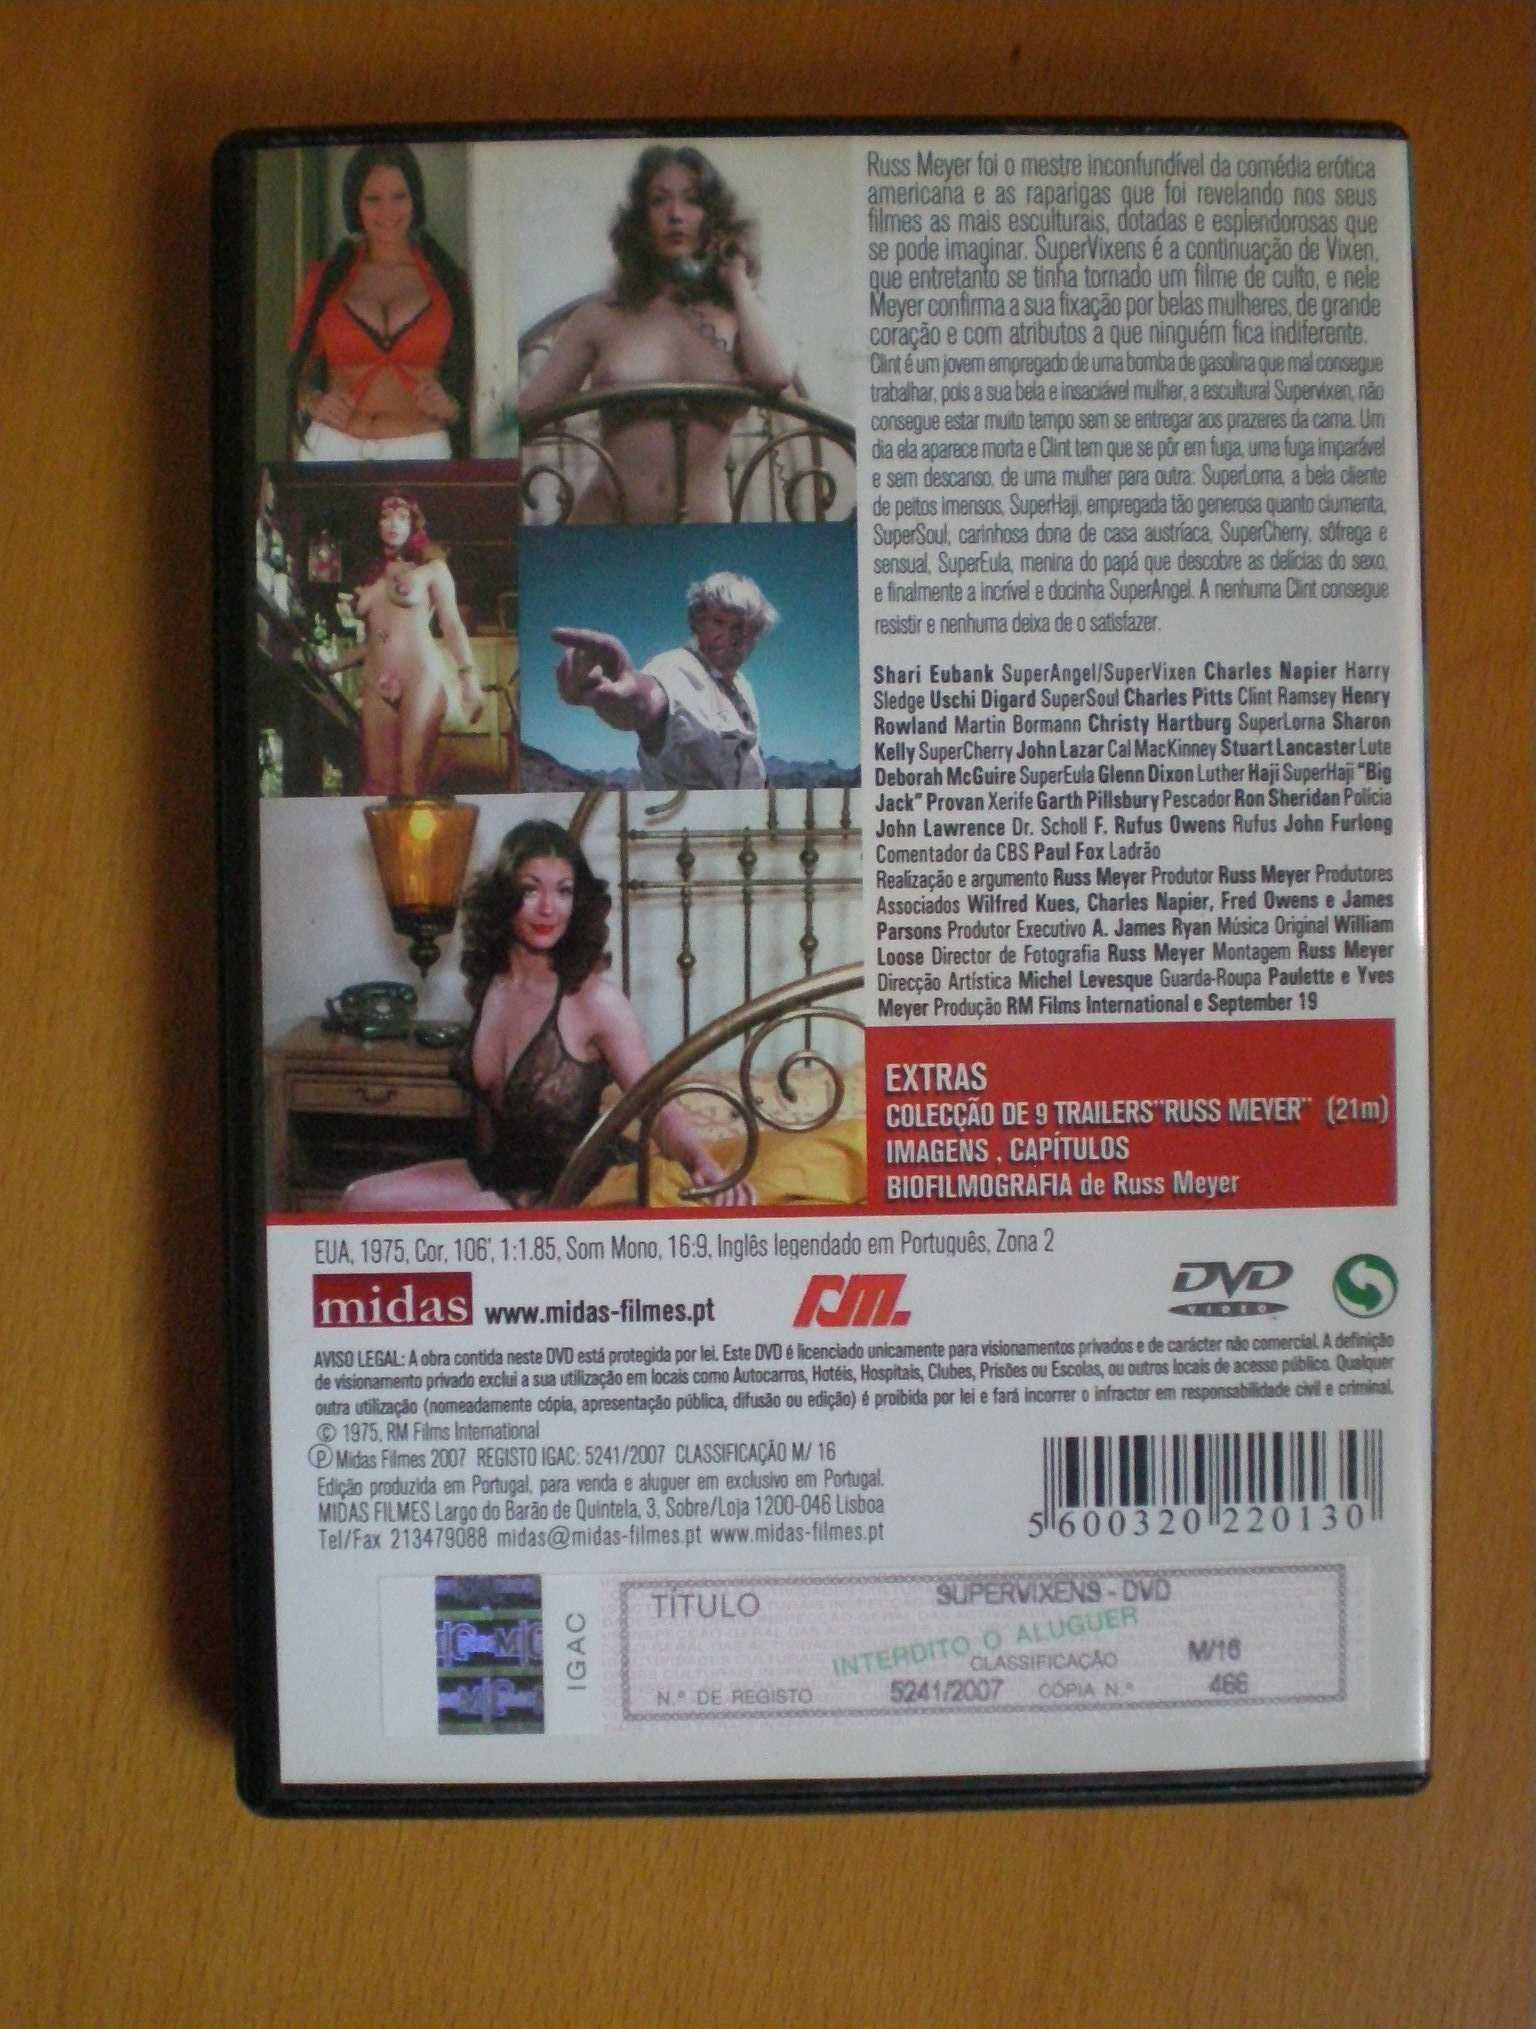 Russ Meyer foi o mestre inconfundível da comédia erótica
americana e as raparigas que foi revelando nos seus
filmes as mais esculturais, dotadas e esplendorosas que
se pode imaginar. SuperVixens é a continuação de Vixen,
que entretanto se tinha tornado um filme de culto, e nele
Meyer confirma a sua fixação por belas mulheres, de grande
coração e com atributos a que ninguém fica indiferente.
Clint é um jovem empregado de uma bomba de gasolina que mal consegue
trabalhar, pois a sua bela e insaciável mulher, a escultural Supervixen, não
consegue estar muito tempo sem se entregar aos prazeres da cama. Um
dia ela aparece morta e Clint tem que se pôr em fuga, uma fuga imparável
e sem descanso, de uma mulher para outra: SuperLorna, a bela cliente
de peitos imensos, SuperHaji, empregada tão generosa quanto ciumenta,
SuperSoul, carinhosa dona de casa austríaca, SuperCherry, sôfrega e
sensual, SuperEula, menina do papá que descobre as delícias do sexo,
e finalmente a incrível e docinha SuperAngel. A nenhuma Clint consegue
resistir e nenhuma deixa de o satisfazer.
Shari Eubank SuperAngel/SuperVixen Charles Napier Harry
Sledge Uschi Digard SuperSoul Charles Pitts Clint Ramsey Henry
Rowland Martin Bormann Christy Hartburg SuperLorna Sharon
Kelly SuperCherry John Lazar Cal MacKinney Stuart Lancaster Lute
Deborah McGuire SuperEula Glenn Dixon Luther Haji SuperHaji "Big
Jack" Provan Xerife Garth Pillsbury Pescador Ron Sheridan Polícia
John Lawrence Dr. Scholl F. Rufus Owens Rufus John Furlong
Comentador da CBS Paul Fox Ladrão
Realização e argumento Russ Meyer Produtor Russ Meyer Produtores
Associados Wilfred Kues, Charles Napier, Fred Owens e James
Parsons Produtor Executivo A. James Ryan Música Original William
Loose Director de Fotografia Russ Meyer Montagem Russ Meyer
Direcção Artística Michel Levesque Guarda-Roupa Paulette e Yves
Meyer Produção RM Films International e September 19
EXTRAS
COLECÇÃO DE 9 TRAILERS"RUSS MEYER" (21m)
IMAGENS , CAPÍTULOS
BIOFILMOGRAFIA de Russ Meyer
EUA, 1975, Cor, 106', 1:1.85, Som Mono, 16:9, Inglês legendado em Português, Zona 2
midas www.midas-filmes.pt RM. DVD VIDEO
AVISO LEGAL: A obra contida neste DVD está protegida por lei. Este DVD é licenciado unicamente para visionamentos privados e de carácter não comercial. A definição
de visionamento privado exclui a sua utilização em locais como Autocarros, Hotéis, Hospitais, Clubes, Prisões ou Escolas, ou outros locais de acesso público. Qualquer
outra utilização (nomeadamente cópia, apresentação pública, difusão ou edição) é proibida por lei e fará incorrer o infractor em responsabilidade civil e criminal.
© 1975, RM Films International
Ⓟ Midas Filmes 2007 REGISTO IGAC: 5241/2007 CLASSIFICAÇÃO M/ 16
Edição produzida em Portugal, para venda e aluguer em exclusivo em Portugal.
MIDAS FILMES Largo do Barão de Quintela, 3, Sobre/Loja 1200-046 Lisboa
Tel/Fax 213479088 midas@midas-filmes.pt www.midas-filmes.pt
5 600320 220130
IGAC
TÍTULO SUPERVIXENS - DVD
INTERDITO O ALUGUER
CLASSIFICAÇÃO M/16
N.º DE REGISTO 5241/2007 CÓPIA N.º 466